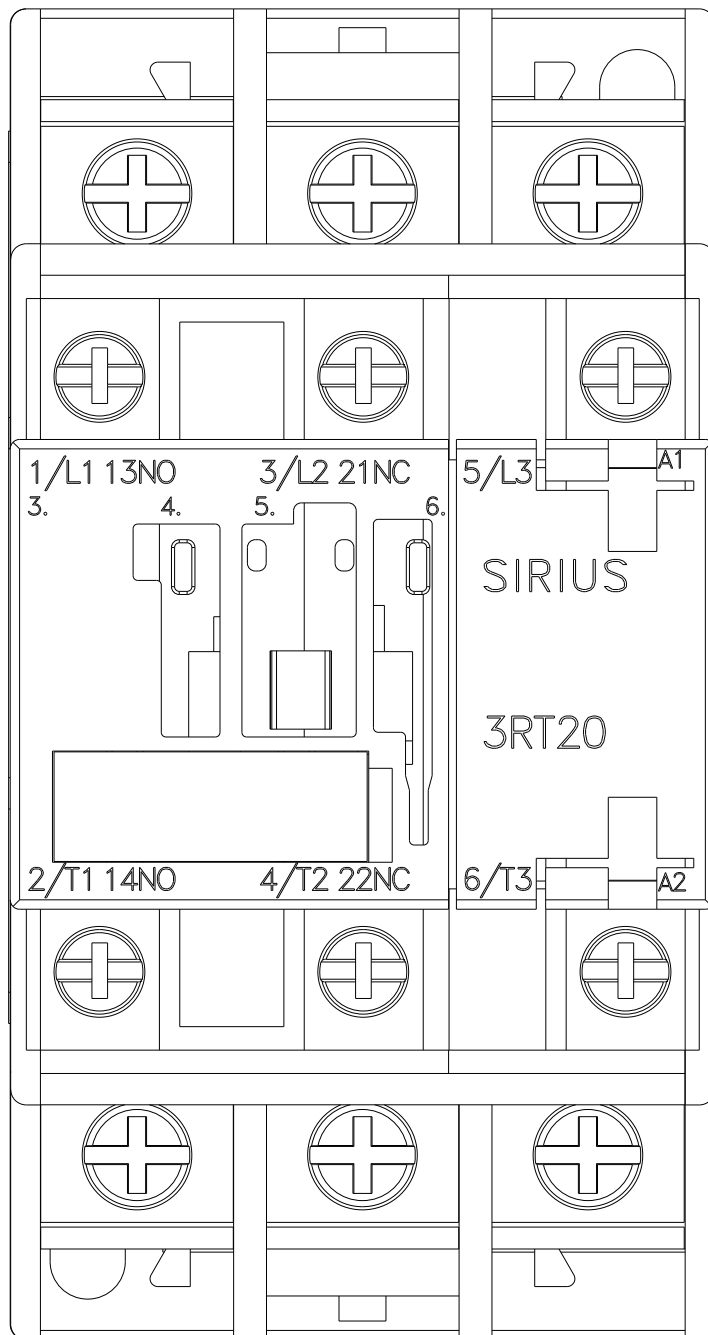 1/L1 13NO 3/L2 21NC 5/L3 A1
3. 4. 5. 6.
SIRIUS
3RT20
2/T1 14NO 4/T2 22NC 6/T3 A2